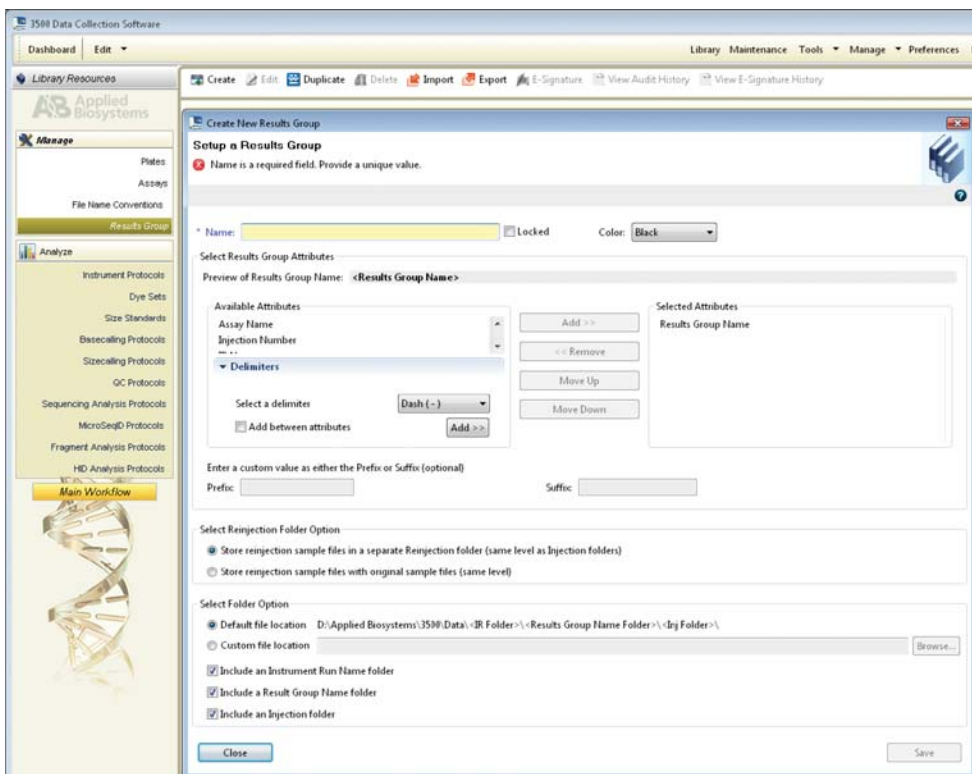 3500 Data Collection Software
Dashboard Edit Library Maintenance Tools Manage Preferences
Library Resources
Create Edit Duplicate Delete Import Export E-Signature View Audit History View E-Signature History
AB Applied Biosystems
Manage
Plates
Assays
File Name Conventions
Results Group
Analyze
Instrument Protocols
Dye Sets
Size Standards
Basecalling Protocols
Sizecalling Protocols
QC Protocols
Sequencing Analysis Protocols
MicroSeqID Protocols
Fragment Analysis Protocols
HID Analysis Protocols
Main Workflow
Create New Results Group
Setup a Results Group
Name is a required field. Provide a unique value.
* Name: Locked Color: Black
Select Results Group Attributes
Preview of Results Group Name: <Results Group Name>
Available Attributes
Assay Name
Injection Number
Delimiters
Select a delimiter Dash ( - )
Add between attributes Add >>
Add >>
<< Remove
Move Up
Move Down
Selected Attributes
Results Group Name
Enter a custom value as either the Prefix or Suffix (optional)
Prefix: Suffix:
Select Reinjection Folder Option
Store reinjection sample files in a separate Reinjection folder (same level as Injection folders)
Store reinjection sample files with original sample files (same level)
Select Folder Option
Default file location D:\Applied Biosystems\3500\Data\<IR Folder>\<Results Group Name Folder>\<Inj Folder>\
Custom file location Browse...
Include an Instrument Run Name folder
Include a Result Group Name folder
Include an Injection folder
Close Save